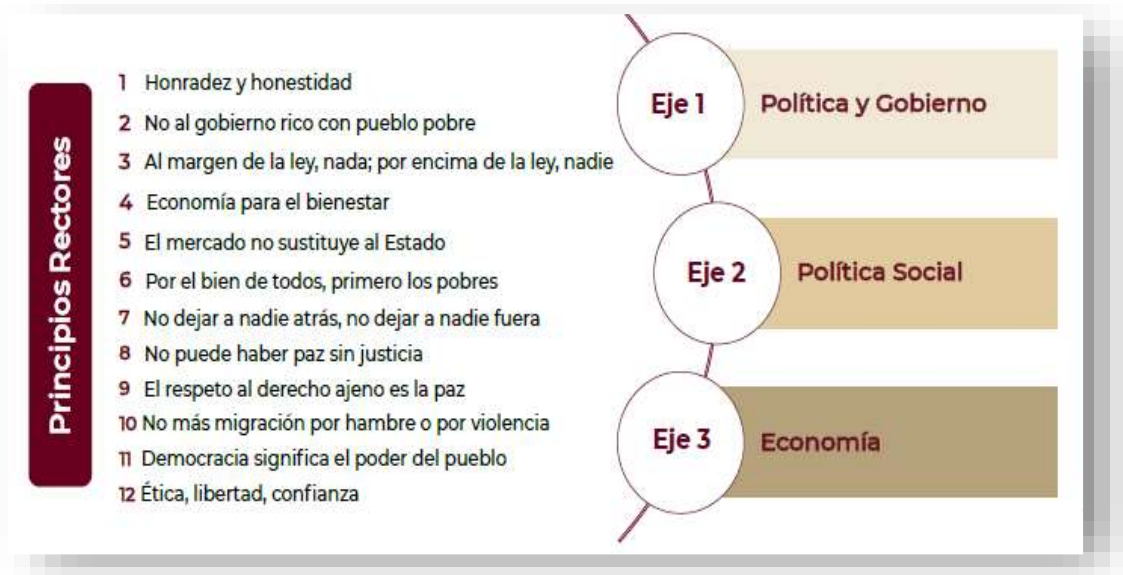 Principios Rectores
1 Honradez y honestidad
2 No al gobierno rico con pueblo pobre
3 Al margen de la ley, nada; por encima de la ley, nadie
4 Economía para el bienestar
5 El mercado no sustituye al Estado
6 Por el bien de todos, primero los pobres
7 No dejar a nadie atrás, no dejar a nadie fuera
8 No puede haber paz sin justicia
9 El respeto al derecho ajeno es la paz
10 No más migración por hambre o por violencia
11 Democracia significa el poder del pueblo
12 Ética, libertad, confianza
Eje 1 Política y Gobierno
Eje 2 Política Social
Eje 3 Economía